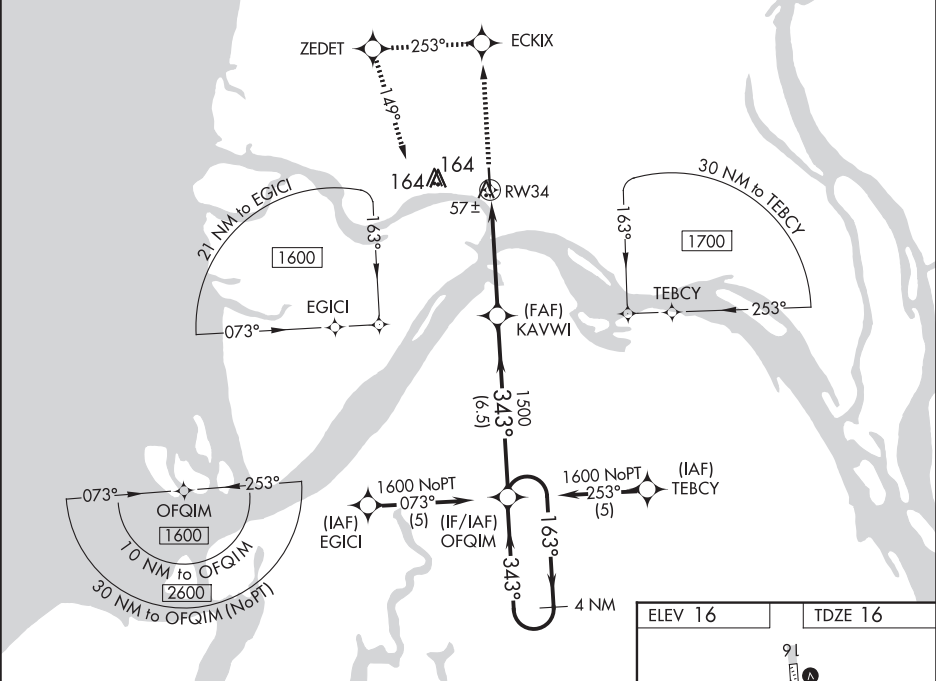 ZEDET
253°
ECKIX
149°
164
164
57±
RW34
21 NM to EGICI
163°
1600
EGICI
073°
30 NM to TEBCY
163°
1700
TEBCY
253°
(FAF)
KAVWI
343°
1500
(6.5)
073°
253°
OFQIM
1600
10 NM to OFQIM
2600
30 NM to OFQIM (NoPT)
1600 NoPT
073°
(5)
(IAF)
EGICI
(IF/IAF)
OFQIM
1600 NoPT
253°
(5)
(IAF)
TEBCY
163°
343°
4 NM
ELEV 16
TDZE 16
16
A